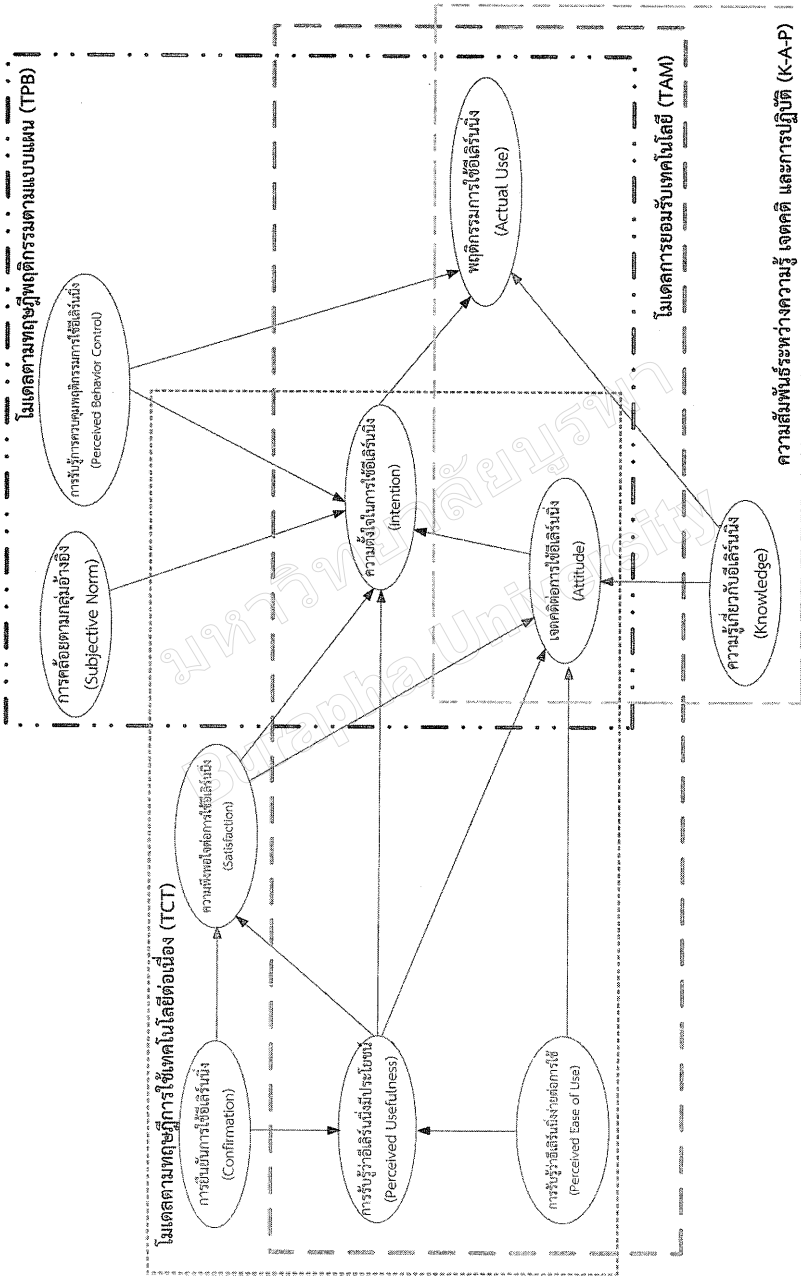 โมเดลตามทฤษฎีพฤติกรรมตามแบบแผน (TPB)
การคล้อยตามกลุ่มอ้างอิง
(Subjective Norm)
การรับรู้การควบคุมพฤติกรรมการใช้อีเลิร์นนิ่ง
(Perceived Behavior Control)
โมเดลตามทฤษฎีการใช้เทคโนโลยีต่อเนื่อง (TCT)
การยืนยันการใช้อีเลิร์นนิ่ง
(Confirmation)
ความพึงพอใจต่อการใช้อีเลิร์นนิ่ง
(Satisfaction)
การรับรู้ว่าอีเลิร์นนิ่งมีประโยชน์
(Perceived Usefulness)
ความตั้งใจในการใช้อีเลิร์นนิ่ง
(Intention)
พฤติกรรมการใช้อีเลิร์นนิ่ง
(Actual Use)
การรับรู้ว่าอีเลิร์นนิ่งง่ายต่อการใช้
(Perceived Ease of Use)
เจตคติต่อการใช้อีเลิร์นนิ่ง
(Attitude)
โมเดลการยอมรับเทคโนโลยี (TAM)
ความรู้เกี่ยวกับอีเลิร์นนิ่ง
(Knowledge)
ความสัมพันธ์ระหว่างความรู้ เจตคติ และการปฏิบัติ (K-A-P)
มหาวิทยาลัยบูรพา
Burapha University